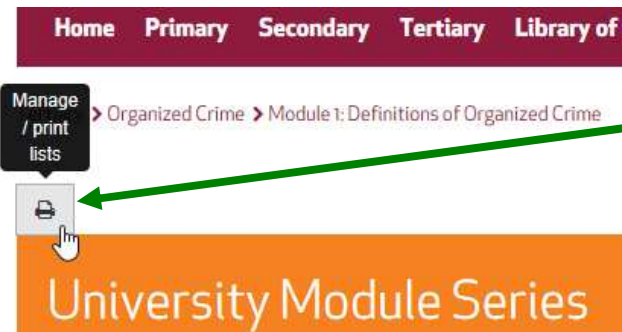 Home Primary Secondary Tertiary Library of
Manage
/ print
lists
> Organized Crime > Module 1: Definitions of Organized Crime
University Module Series